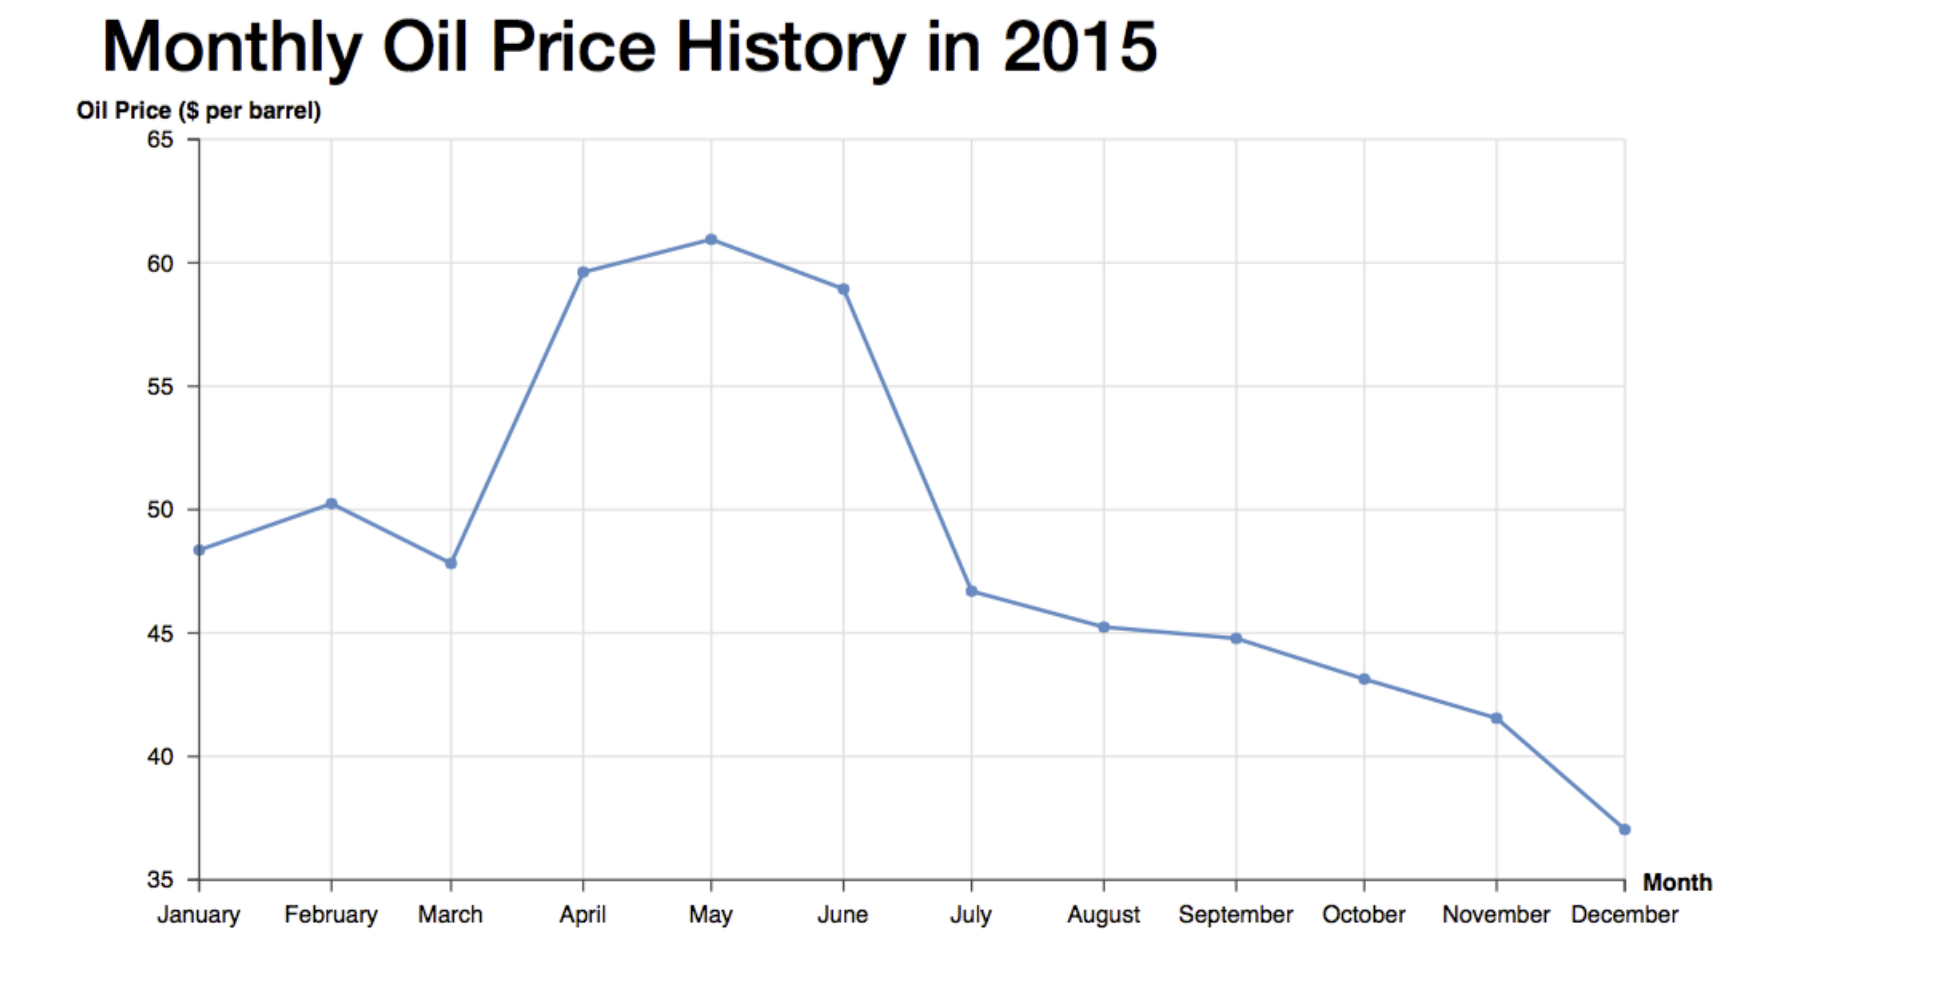 Monthly Oil Price History in 2015
Oil Price ($ per barrel)
65
60
55
50
45
40
35
Month
January February March April May June July August September October November December